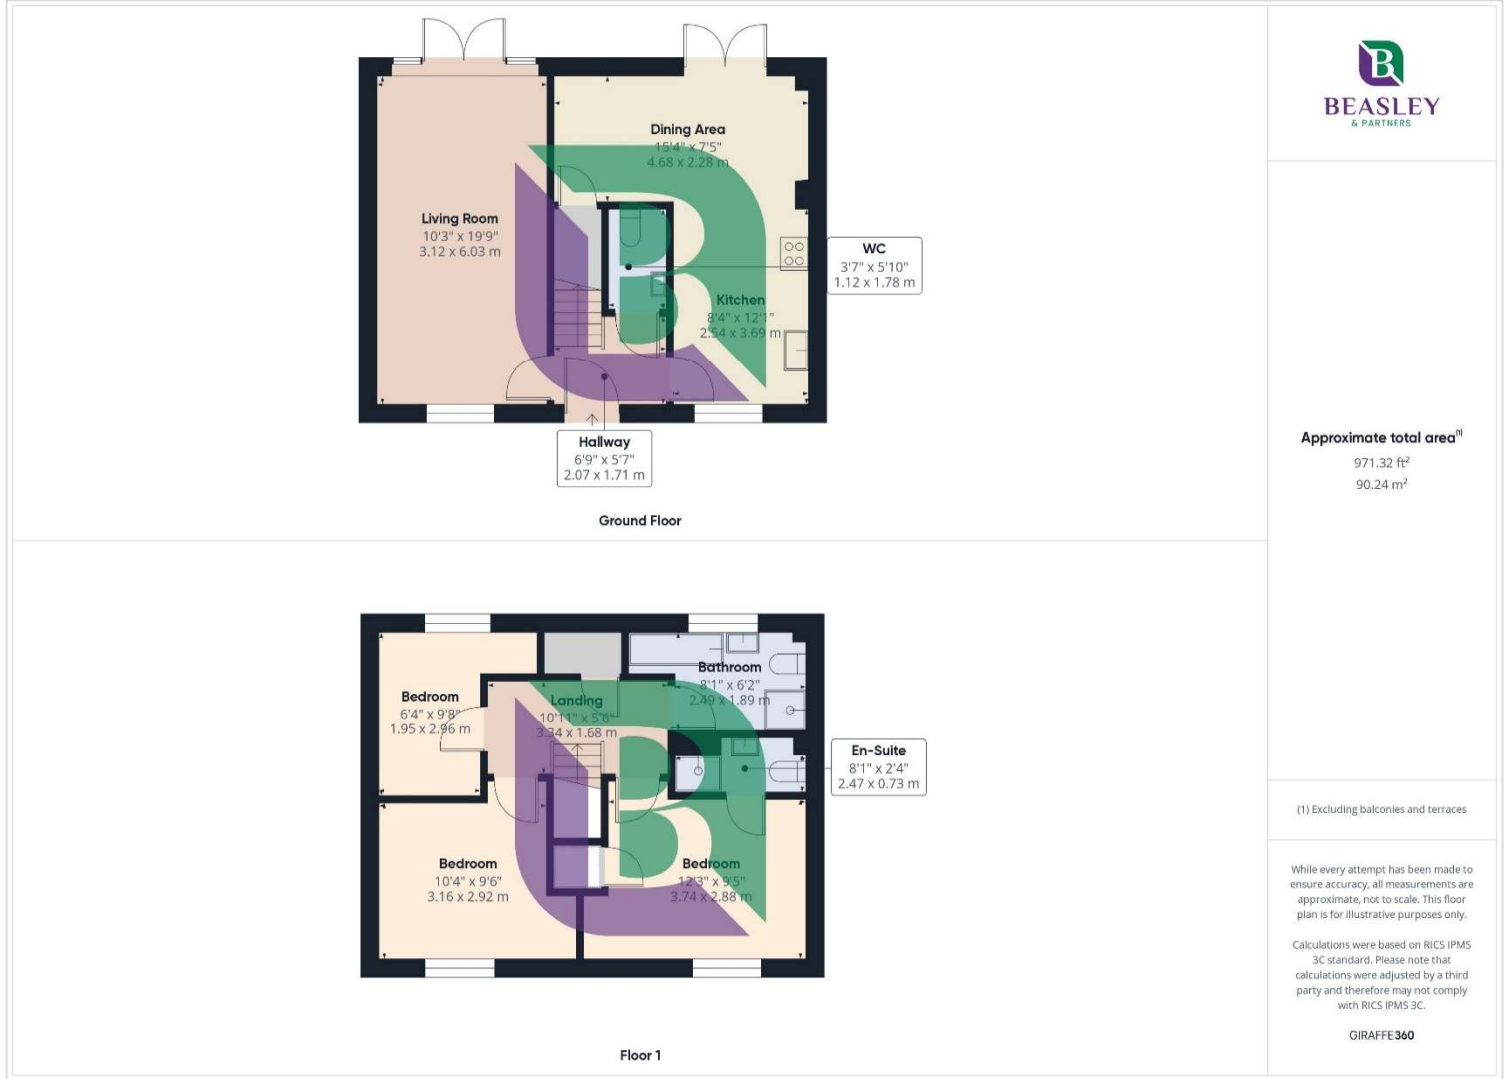 Dining Area
15'4" x 7'5"
4.68 x 2.28 m
Living Room
10'3" x 19'9"
3.12 x 6.03 m
WC
3'7" x 5'10"
1.12 x 1.78 m
Kitchen
8'4" x 12'1"
2.54 x 3.69 m
Hallway
6'9" x 5'7"
2.07 x 1.71 m
Ground Floor
Bedroom
6'4" x 9'8"
1.95 x 2.96 m
Landing
10'11" x 5'6"
3.34 x 1.68 m
Bathroom
8'1" x 6'2"
2.49 x 1.89 m
En-Suite
8'1" x 2'4"
2.47 x 0.73 m
Bedroom
10'4" x 9'6"
3.16 x 2.92 m
Bedroom
12'3" x 9'5"
3.74 x 2.88 m
Floor 1
B
BEASLEY
& PARTNERS
Approximate total area(1)
971.32 ft²
90.24 m²
(1) Excluding balconies and terraces
While every attempt has been made to
ensure accuracy, all measurements are
approximate, not to scale. This floor
plan is for illustrative purposes only.
Calculations were based on RICS IPMS
3C standard. Please note that
calculations were adjusted by a third
party and therefore may not comply
with RICS IPMS 3C.
GIRAFFE360